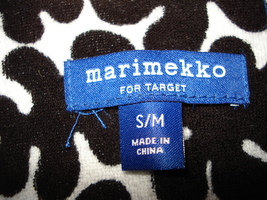 marimekko
FOR TARGET
S/M
MADE IN
CHINA